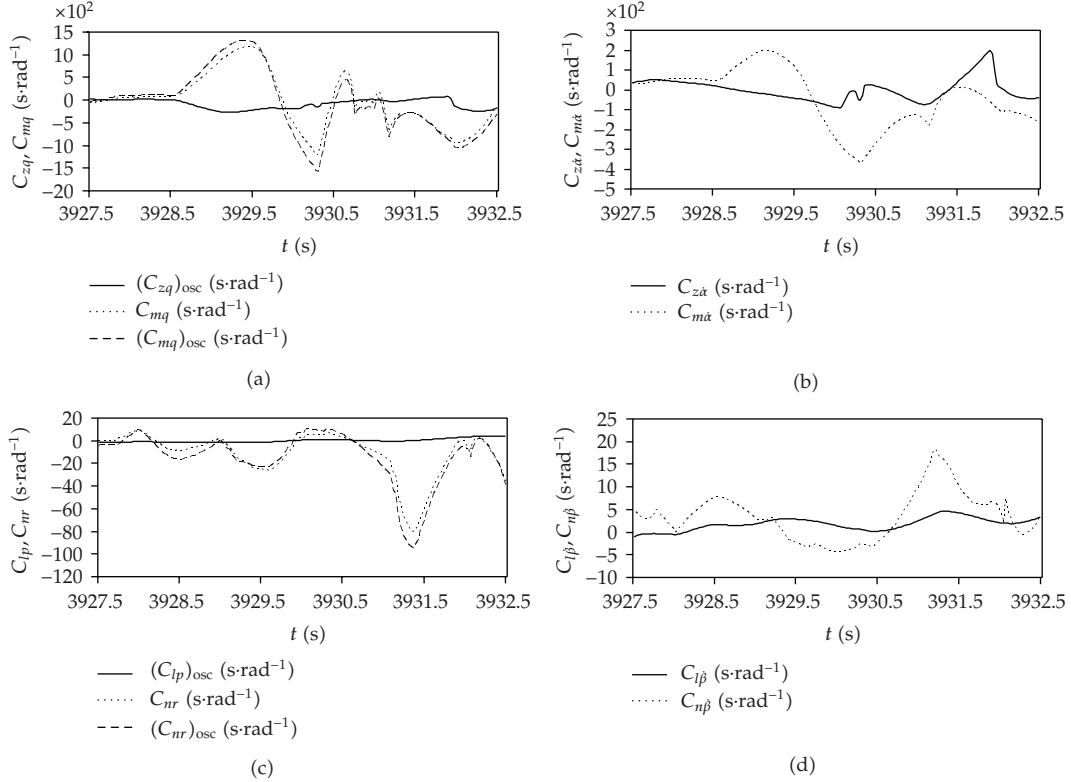 ×10²
15
10
5
0
−5
−10
−15
−20
C_zq, C_mq (s·rad⁻¹)
3927.5 3928.5 3929.5 3930.5 3931.5 3932.5
t (s)
(C_zq)_osc (s·rad⁻¹)
C_mq (s·rad⁻¹)
(C_mq)_osc (s·rad⁻¹)
(a)
×10²
3
2
1
0
−1
−2
−3
−4
−5
C_zα̇, C_mα̇ (s·rad⁻¹)
3927.5 3928.5 3929.5 3930.5 3931.5 3932.5
t (s)
C_zα̇ (s·rad⁻¹)
C_mα̇ (s·rad⁻¹)
(b)
20
0
−20
−40
−60
−80
−100
−120
C_lp, C_nr (s·rad⁻¹)
3927.5 3928.5 3929.5 3930.5 3931.5 3932.5
t (s)
(C_lp)_osc (s·rad⁻¹)
C_nr (s·rad⁻¹)
(C_nr)_osc (s·rad⁻¹)
(c)
25
20
15
10
5
0
−5
−10
C_lβ̇, C_nβ̇ (s·rad⁻¹)
3927.5 3928.5 3929.5 3930.5 3931.5 3932.5
t (s)
C_lβ̇ (s·rad⁻¹)
C_nβ̇ (s·rad⁻¹)
(d)